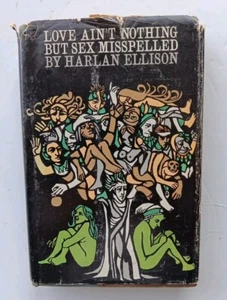 LOVE AIN'T NOTHING
BUT SEX MISSPELLED
BY HARLAN ELLISON